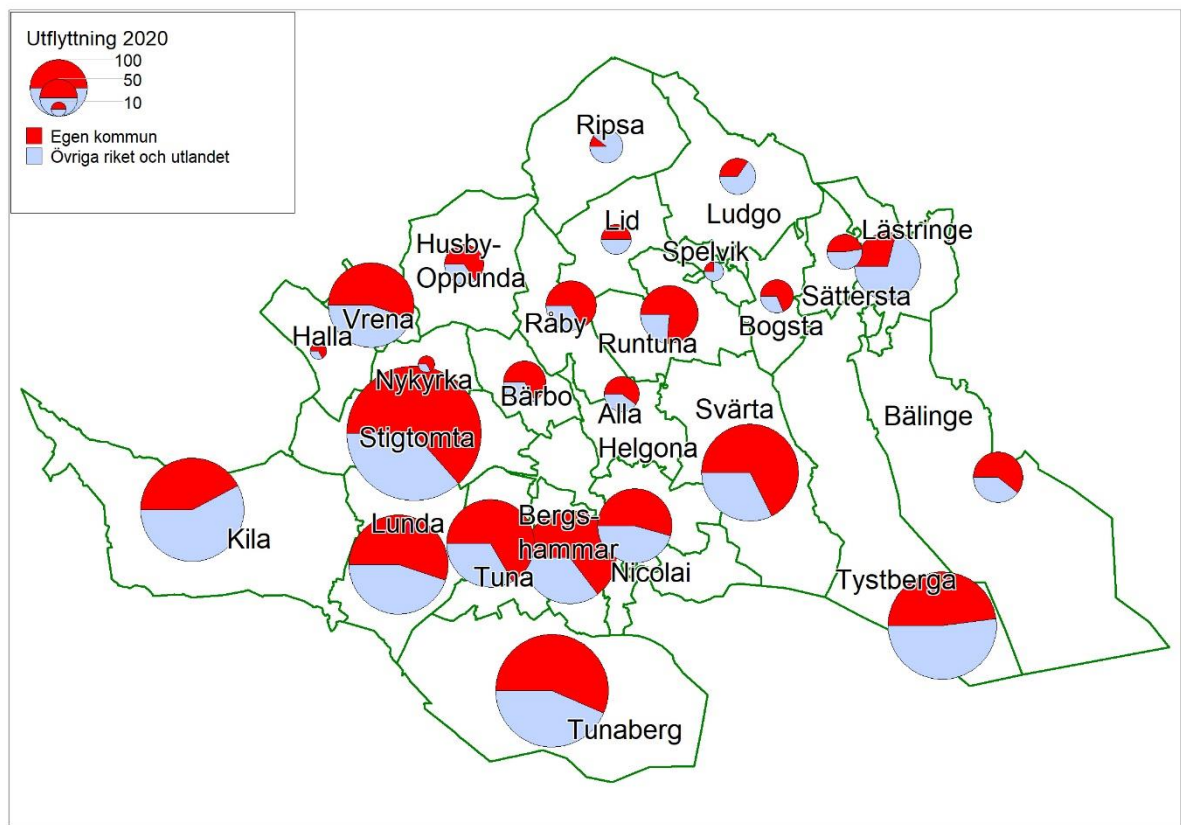 Utflyttning 2020
100
50
10
Egen kommun
Övriga riket och utlandet
Ripsa
Ludgo
Lid
Lästringe
Husby-
Oppunda
Spelvik
Sättersta
Vrena
Råby
Runtuna
Bogsta
Halla
Nykyrka
Bärbo
Alla
Helgona
Svärta
Bälinge
Stigtomta
Kila
Lunda
Tuna
Bergs-
hammar
Nicolai
Tystberga
Tunaberg